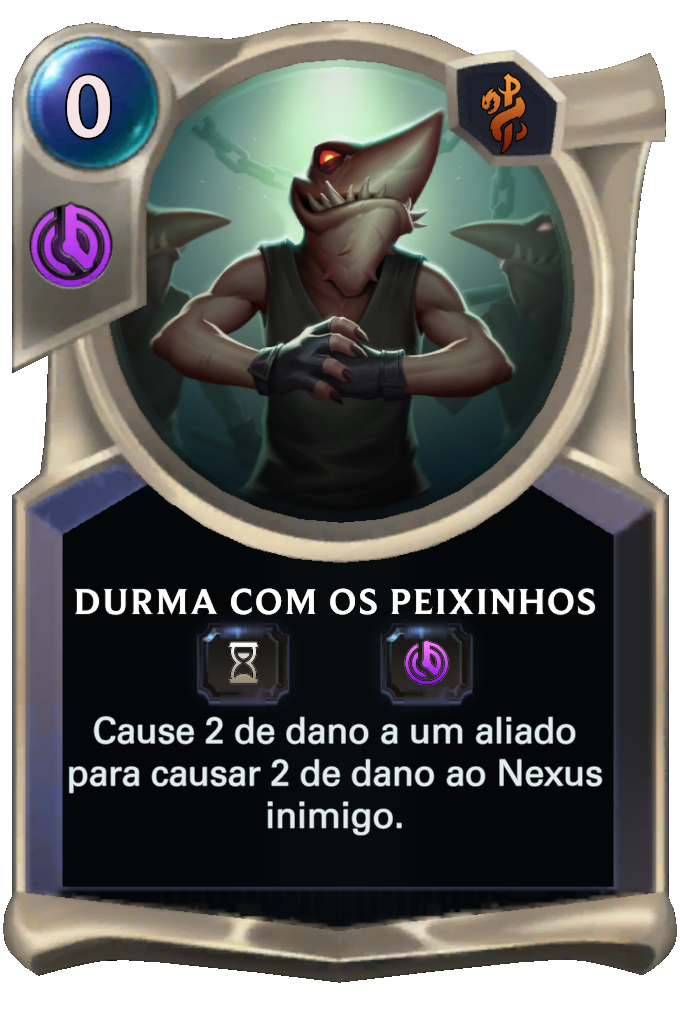 0
DURMA COM OS PEIXINHOS
Cause 2 de dano a um aliado
para causar 2 de dano ao Nexus
inimigo.